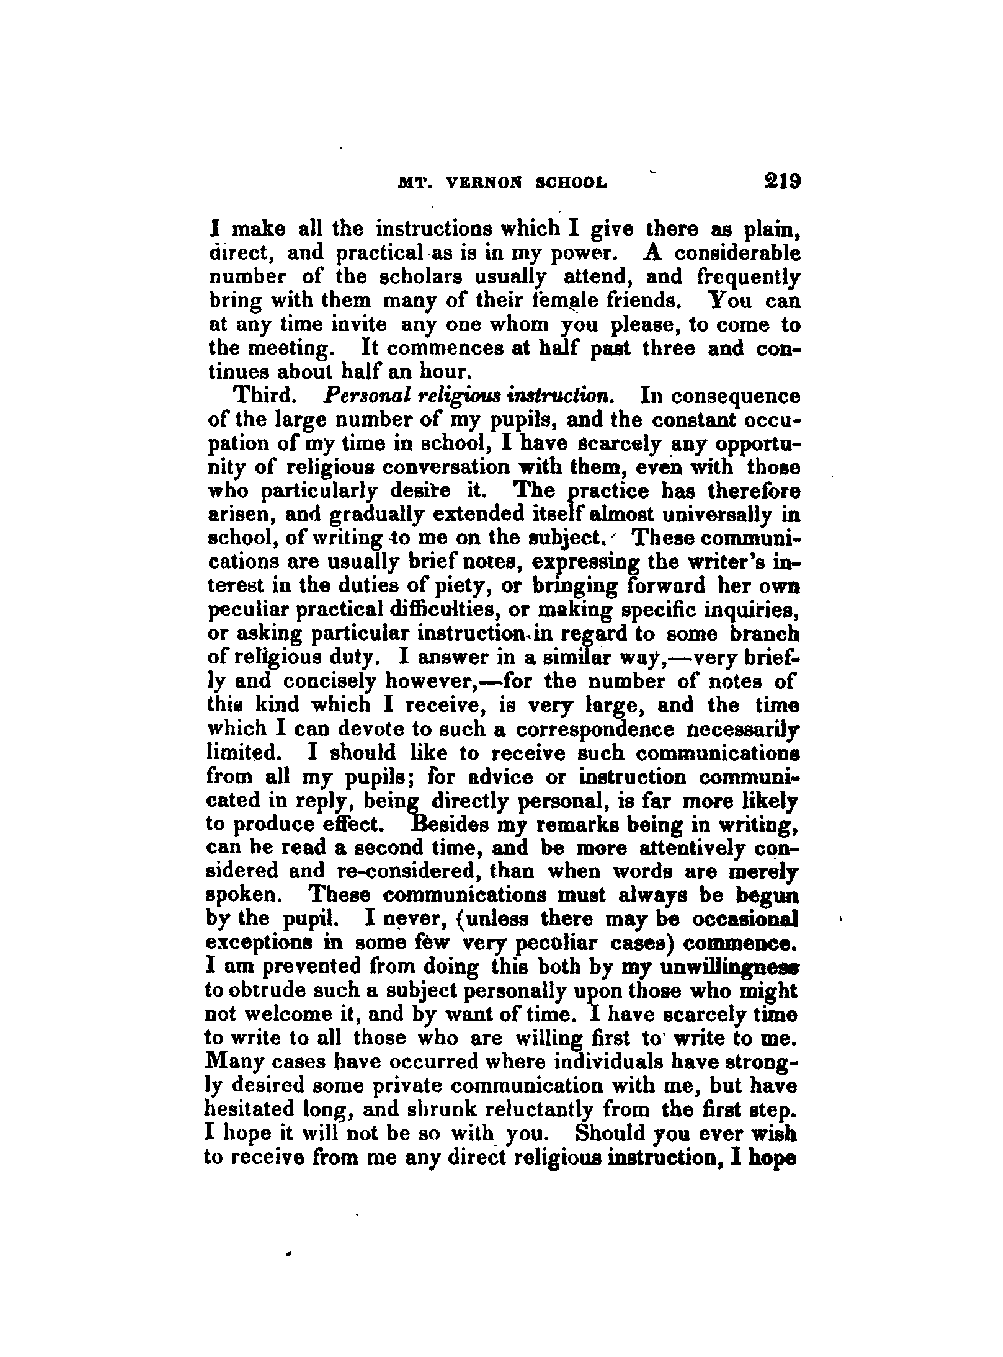 MT. VERNON SCHOOL 219
I make all the instructions which I give there as plain,
direct, and practical as is in my power. A considerable
number of the scholars usually attend, and frequently
bring with them many of their female friends. You can
at any time invite any one whom you please, to come to
the meeting. It commences at half past three and con-
tinues about half an hour.
Third. Personal religious instruction. In consequence
of the large number of my pupils, and the constant occu-
pation of my time in school, I have scarcely any opportu-
nity of religious conversation with them, even with those
who particularly desire it. The practice has therefore
arisen, and gradually extended itself almost universally in
school, of writing to me on the subject. These communi-
cations are usually brief notes, expressing the writer's in-
terest in the duties of piety, or bringing forward her own
peculiar practical difficulties, or making specific inquiries,
or asking particular instruction in regard to some branch
of religious duty. I answer in a similar way,—very brief-
ly and concisely however,—for the number of notes of
this kind which I receive, is very large, and the time
which I can devote to such a correspondence necessarily
limited. I should like to receive such communications
from all my pupils; for advice or instruction communi-
cated in reply, being directly personal, is far more likely
to produce effect. Besides my remarks being in writing,
can be read a second time, and be more attentively con-
sidered and re-considered, than when words are merely
spoken. These communications must always be begun
by the pupil. I never, (unless there may be occasional
exceptions in some few very peculiar cases) commence.
I am prevented from doing this both by my unwillingness
to obtrude such a subject personally upon those who might
not welcome it, and by want of time. I have scarcely time
to write to all those who are willing first to write to me.
Many cases have occurred where individuals have strong-
ly desired some private communication with me, but have
hesitated long, and shrunk reluctantly from the first step.
I hope it will not be so with you. Should you ever wish
to receive from me any direct religious instruction, I hope